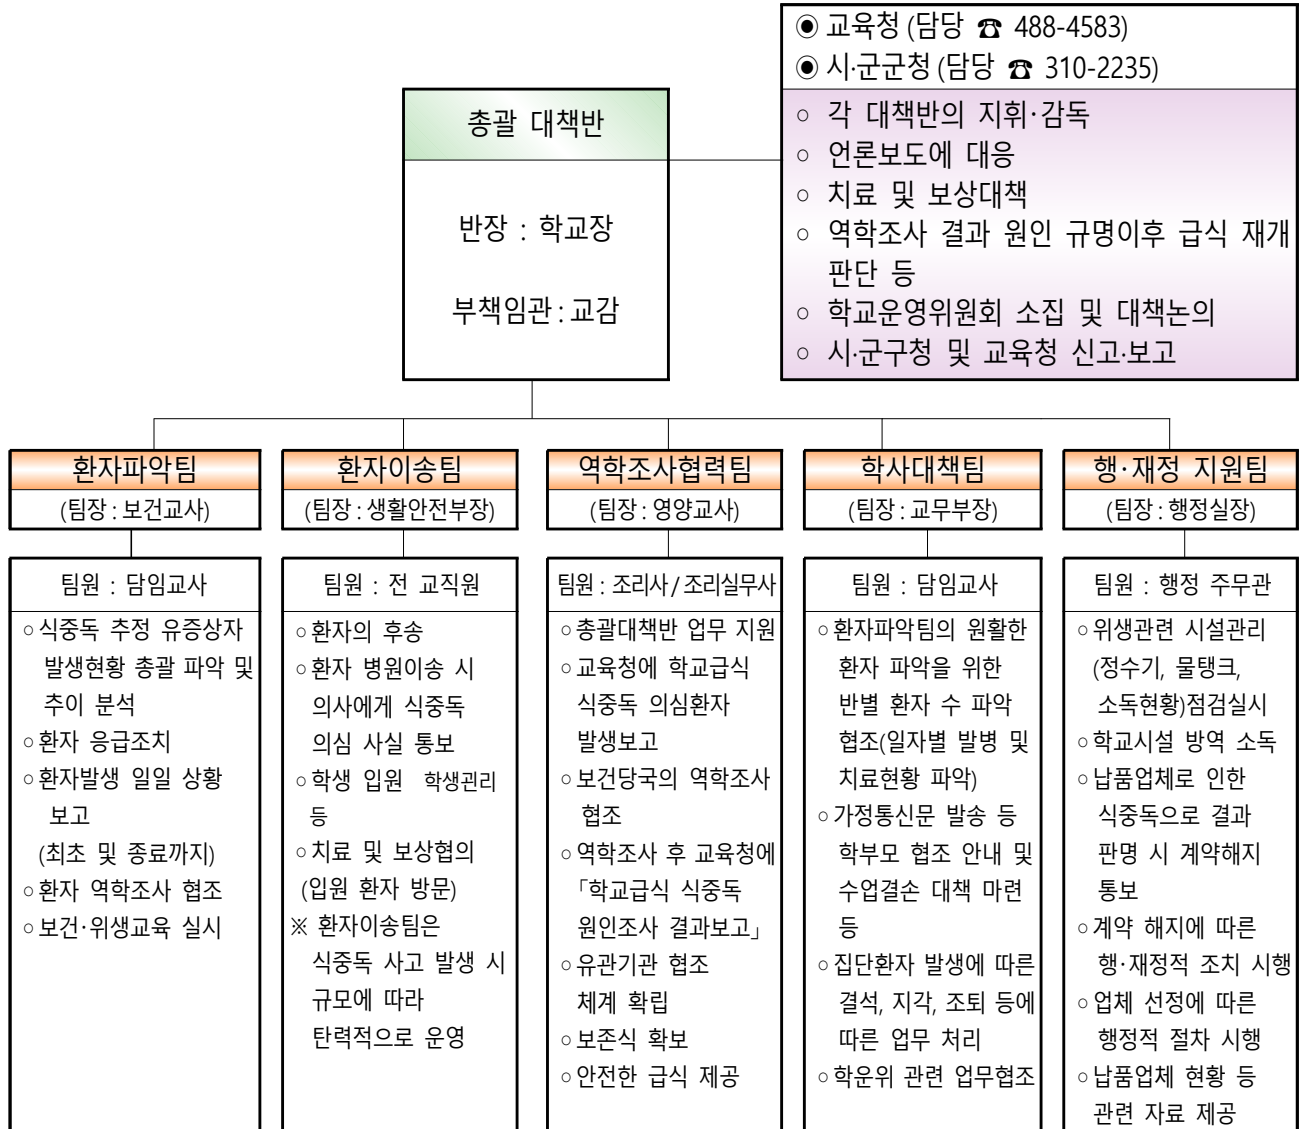 ◉ 교육청 (담당 ☎ 488-4583)
◉ 시·군군청 (담당 ☎ 310-2235)
총괄 대책반
반장 : 학교장
부책임관 : 교감
○ 각 대책반의 지휘·감독
○ 언론보도에 대응
○ 치료 및 보상대책
○ 역학조사 결과 원인 규명이후 급식 재개
판단 등
○ 학교운영위원회 소집 및 대책논의
○ 시·군구청 및 교육청 신고·보고
환자파악팀
(팀장 : 보건교사)
팀원 : 담임교사
○ 식중독 추정 유증상자
발생현황 총괄 파악 및
추이 분석
○ 환자 응급조치
○ 환자발생 일일 상황
보고
(최초 및 종료까지)
○ 환자 역학조사 협조
○ 보건·위생교육 실시
환자이송팀
(팀장 : 생활안전부장)
팀원 : 전 교직원
○ 환자의 후송
○ 환자 병원이송 시
의사에게 식중독
의심 사실 통보
○ 학생 입원 학생관리
등
○ 치료 및 보상협의
(입원 환자 방문)
※ 환자이송팀은
식중독 사고 발생 시
규모에 따라
탄력적으로 운영
역학조사협력팀
(팀장 : 영양교사)
팀원 : 조리사 / 조리실무사
○ 총괄대책반 업무 지원
○ 교육청에 학교급식
식중독 의심환자
발생보고
○ 보건당국의 역학조사
협조
○ 역학조사 후 교육청에
「학교급식 식중독
원인조사 결과보고」
○ 유관기관 협조
체계 확립
○ 보존식 확보
○ 안전한 급식 제공
학사대책팀
(팀장 : 교무부장)
팀원 : 담임교사
○ 환자파악팀의 원활한
환자 파악을 위한
반별 환자 수 파악
협조(일자별 발병 및
치료현황 파악)
○ 가정통신문 발송 등
학부모 협조 안내 및
수업결손 대책 마련
등
○ 집단환자 발생에 따른
결석, 지각, 조퇴 등에
따른 업무 처리
○ 학운위 관련 업무협조
행·재정 지원팀
(팀장 : 행정실장)
팀원 : 행정 주무관
○ 위생관련 시설관리
(정수기, 물탱크,
소독현황)점검실시
○ 학교시설 방역 소독
○ 납품업체로 인한
식중독으로 결과
판명 시 계약해지
통보
○ 계약 해지에 따른
행·재정적 조치 시행
○ 업체 선정에 따른
행정적 절차 시행
○ 납품업체 현황 등
관련 자료 제공